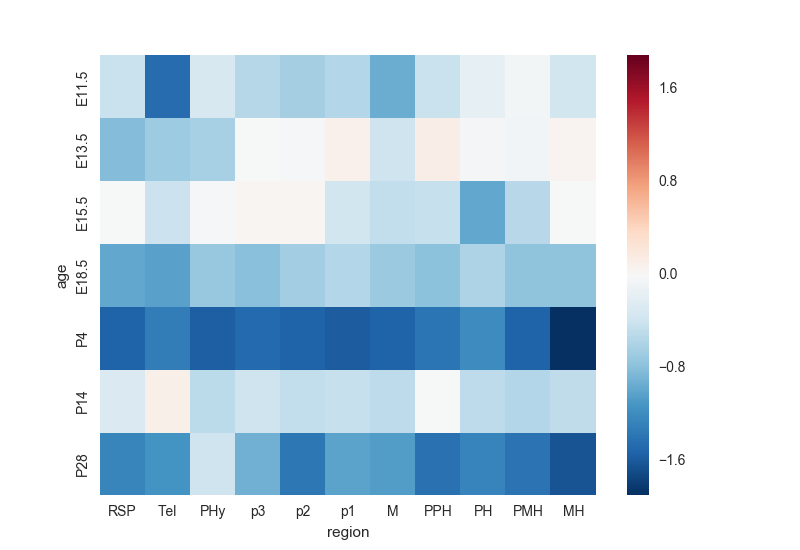 E11.5
E13.5
E15.5
E18.5
P4
P14
P28
age
RSP Tel PHy p3 p2 p1 M PPH PH PMH MH
region
1.6
0.8
0.0
−0.8
−1.6